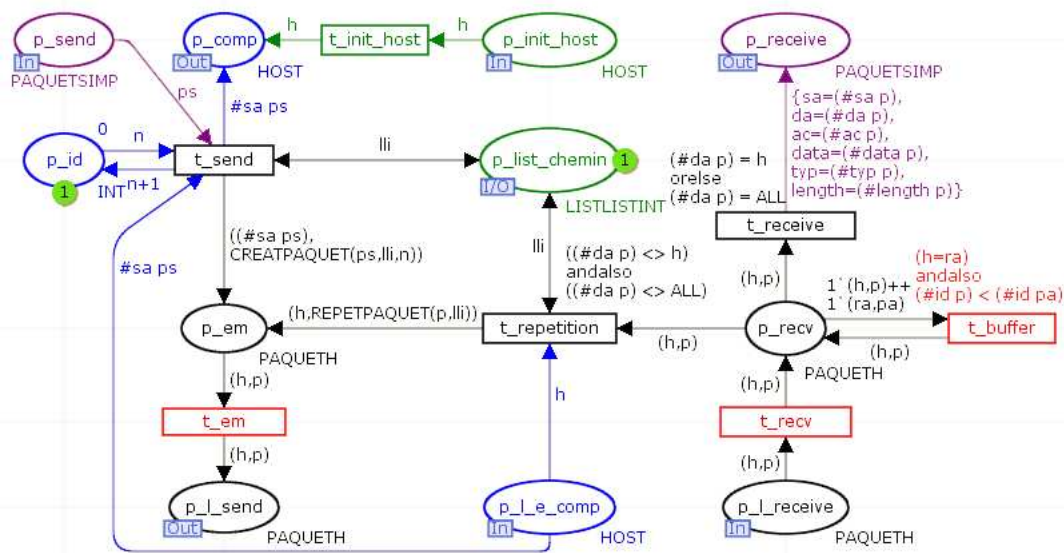 p_send
In
PAQUETSIMP
p_comp
Out
HOST
h
t_init_host
h
p_init_host
In
HOST
p_receive
Out
PAQUETSIMP
ps
#sa ps
{sa=(#sa p),
da=(#da p),
ac=(#ac p),
data=(#data p),
typ=(#typ p),
length=(#length p)}
0
n
p_id
1
INT
n+1
t_send
lli
p_list_chemin
1
I/O
LISTLISTINT
(#da p) = h
orelse
(#da p) = ALL
t_receive
#sa ps
((#sa ps),
CREATPAQUET(ps,lli,n))
lli
((#da p) <> h)
andalso
((#da p) <> ALL)
(h,p)
1`(h,p)++
1`(ra,pa)
(h=ra)
andalso
(#id p) < (#id pa)
p_em
PAQUETH
(h,REPETPAQUET(p,lli))
t_repetition
(h,p)
p_recv
PAQUETH
(h,p)
t_buffer
(h,p)
h
(h,p)
t_em
t_recv
(h,p)
(h,p)
p_l_send
Out
PAQUETH
p_l_e_comp
In
HOST
p_l_receive
In
PAQUETH